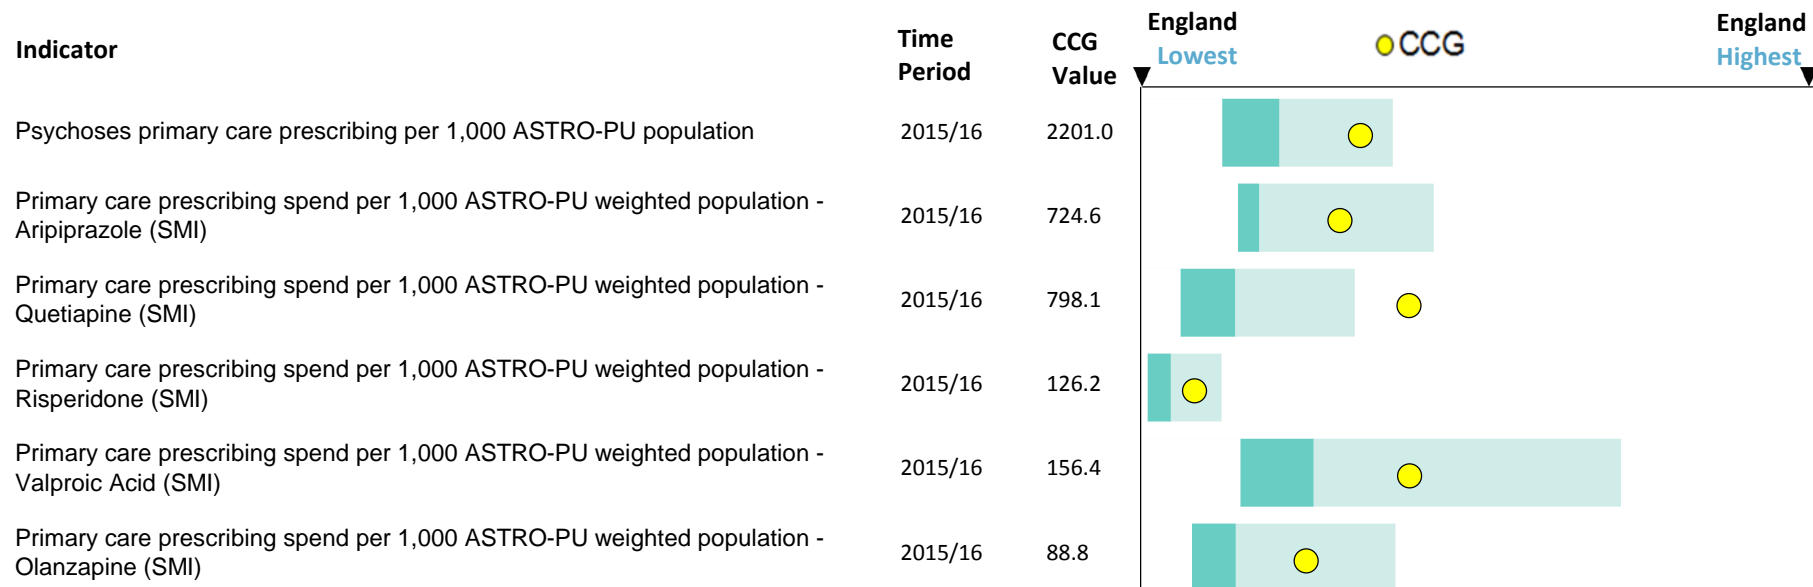 Indicator
Time
Period
CCG
Value
England
Lowest
CCG
England
Highest
Psychoses primary care prescribing per 1,000 ASTRO-PU population
2015/16
2201.0
Primary care prescribing spend per 1,000 ASTRO-PU weighted population -
Aripiprazole (SMI)
2015/16
724.6
Primary care prescribing spend per 1,000 ASTRO-PU weighted population -
Quetiapine (SMI)
2015/16
798.1
Primary care prescribing spend per 1,000 ASTRO-PU weighted population -
Risperidone (SMI)
2015/16
126.2
Primary care prescribing spend per 1,000 ASTRO-PU weighted population -
Valproic Acid (SMI)
2015/16
156.4
Primary care prescribing spend per 1,000 ASTRO-PU weighted population -
Olanzapine (SMI)
2015/16
88.8